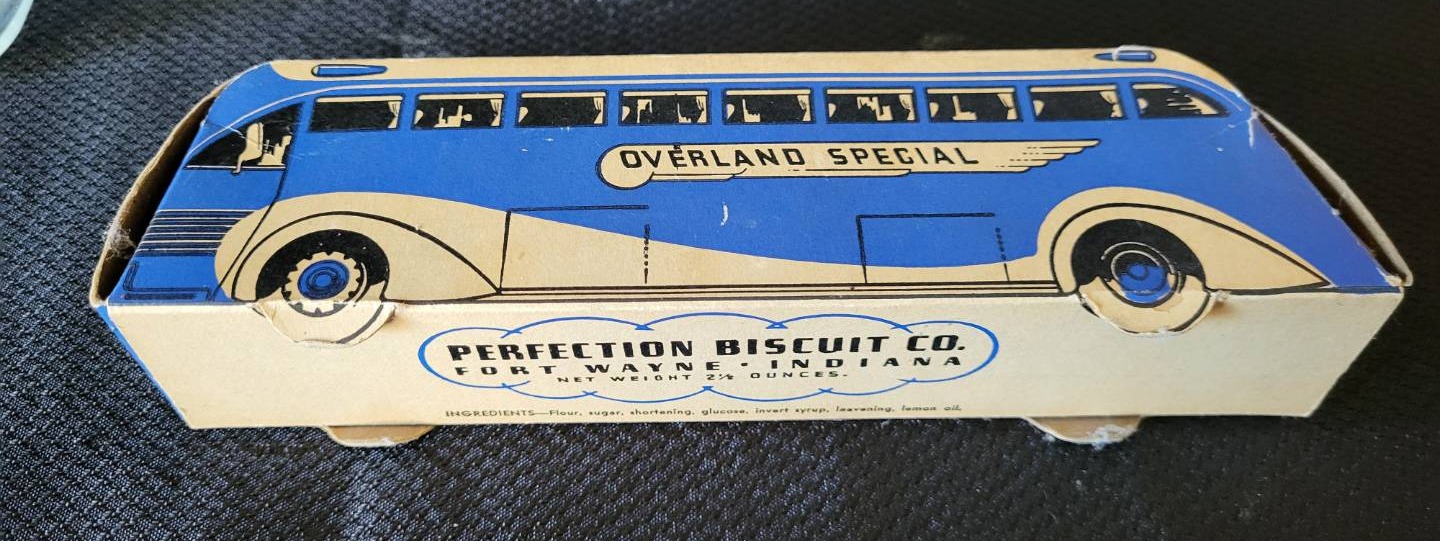 OVERLAND SPECIAL
PERFECTION BISCUIT CO.
FORT WAYNE • INDIANA
NET WEIGHT 2½ OUNCES.
INGREDIENTS—Flour, sugar, shortening, glucose, invert syrup, leavening, lemon oil.